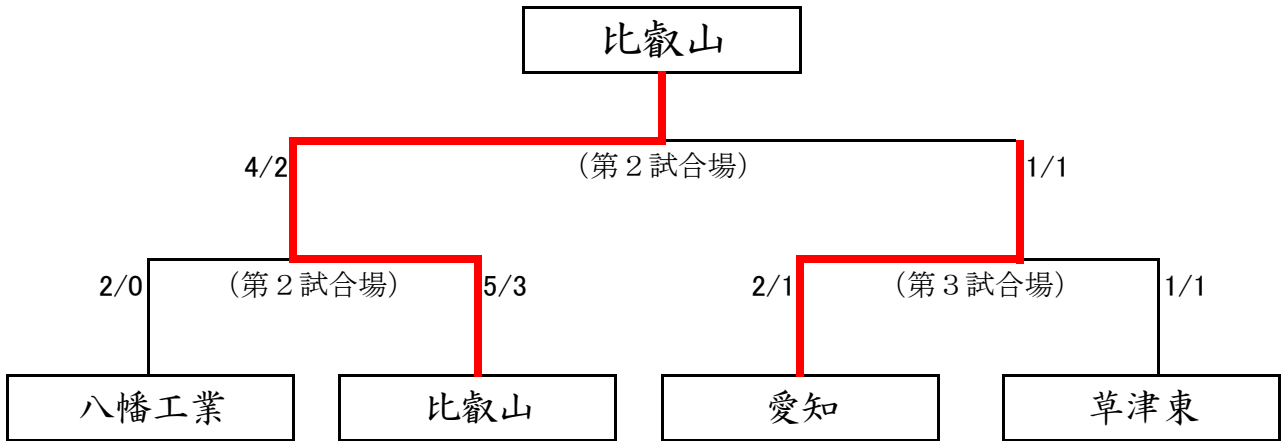 比叡山
4/2
(第2試合場)
1/1
2/0
(第2試合場)
5/3
2/1
(第3試合場)
1/1
八幡工業
比叡山
愛知
草津東